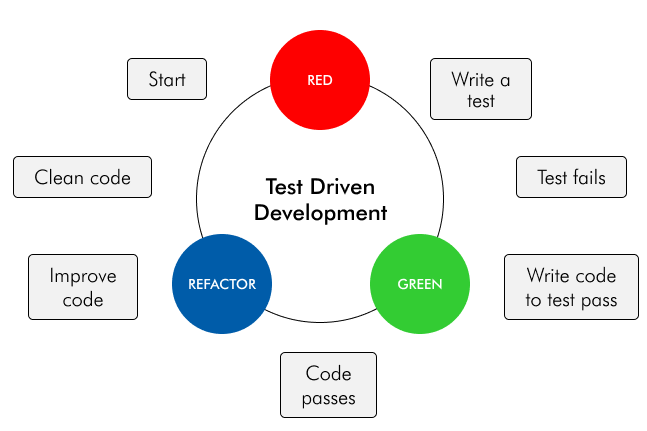 Start
RED
Write a
test
Clean code
Test Driven
Development
Test fails
Improve
code
REFACTOR
GREEN
Write code
to test pass
Code
passes